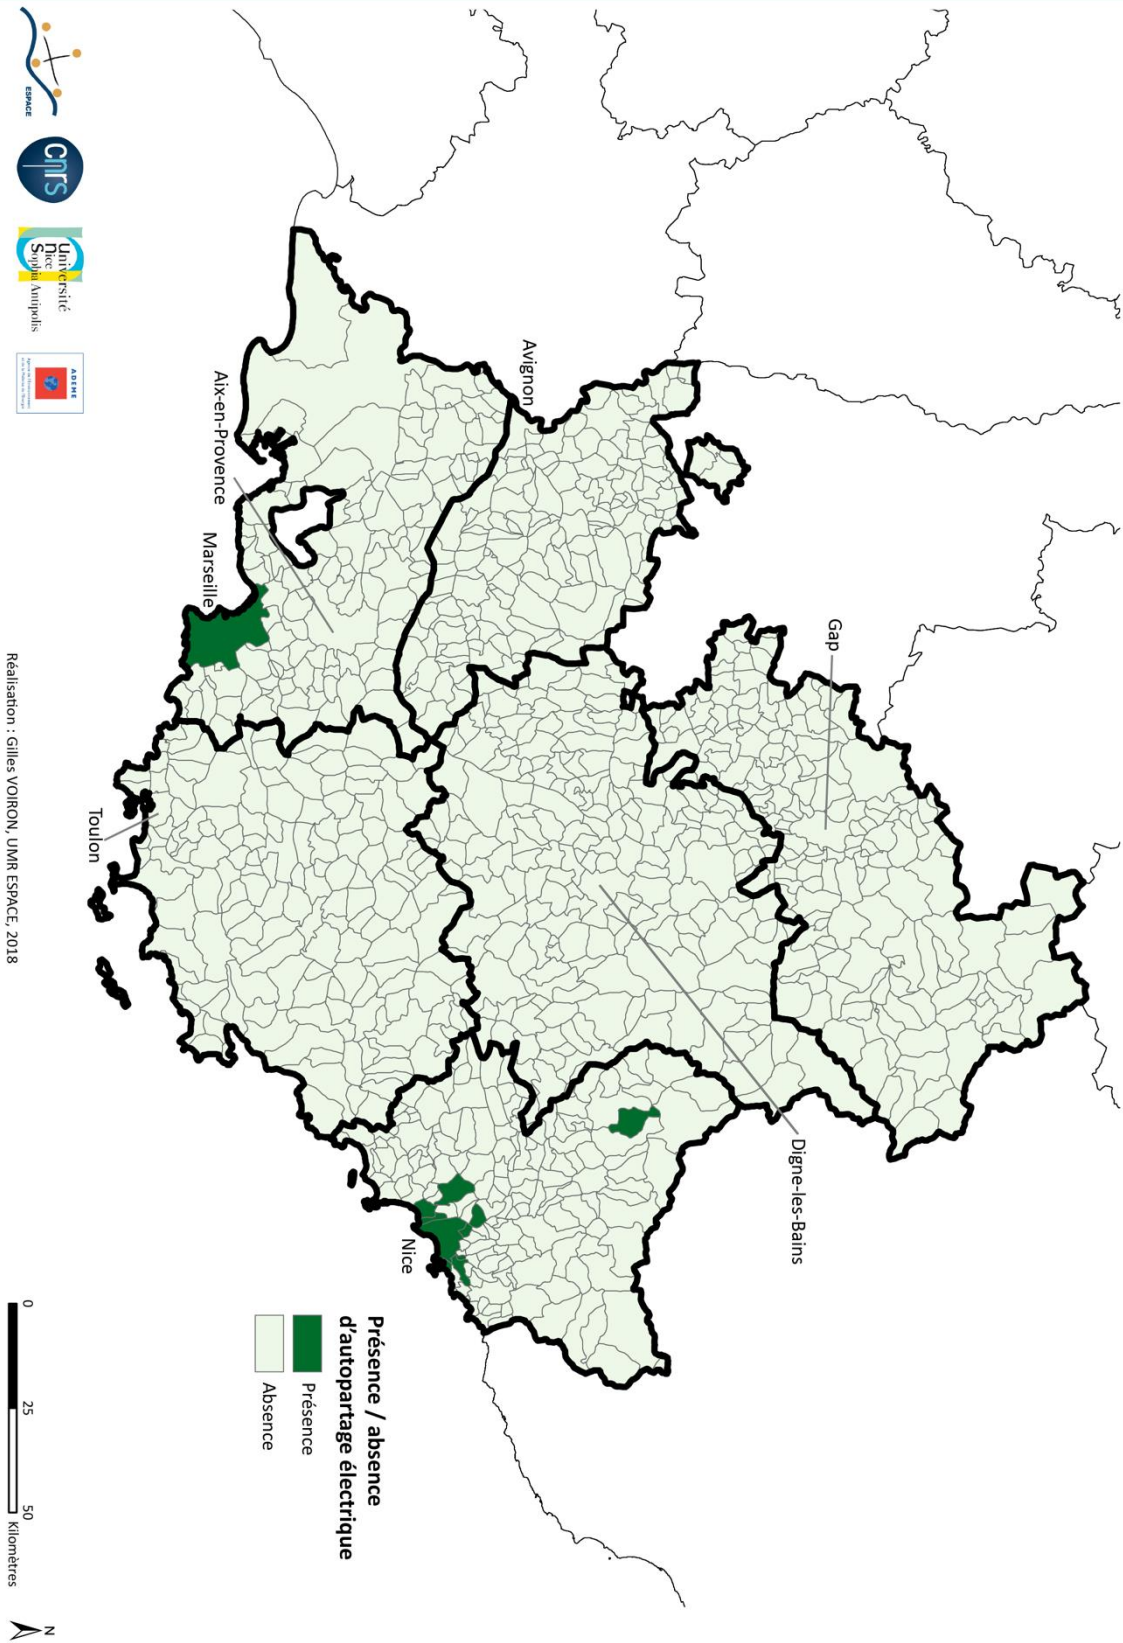 Gap
Avignon
Digne-les-Bains
Aix-en-Provence
Marseille
Nice
Toulon
Présence / absence
d'autopartage électrique
Présence
Absence
0
25
50
Kilomètres
N
ESPACE
cnrs
Université
nice
Sophia Antipolis
ADEME
Réalisation : Gilles VOIRON, UMR ESPACE, 2018